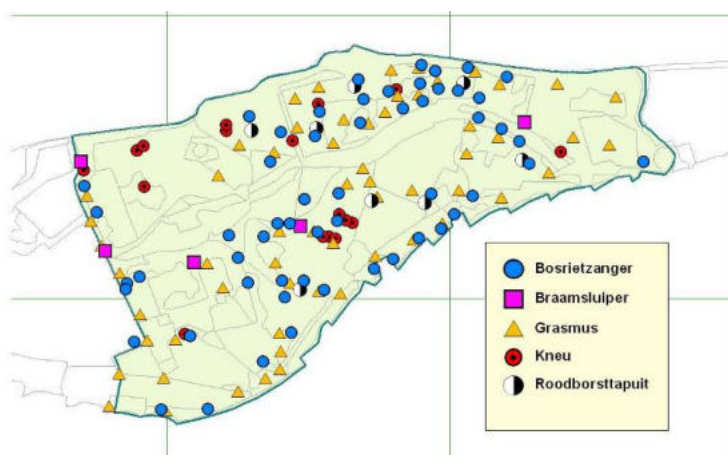 Bosrietzanger
Braamsluiper
Grasmus
Kneu
Roodborsttapuit